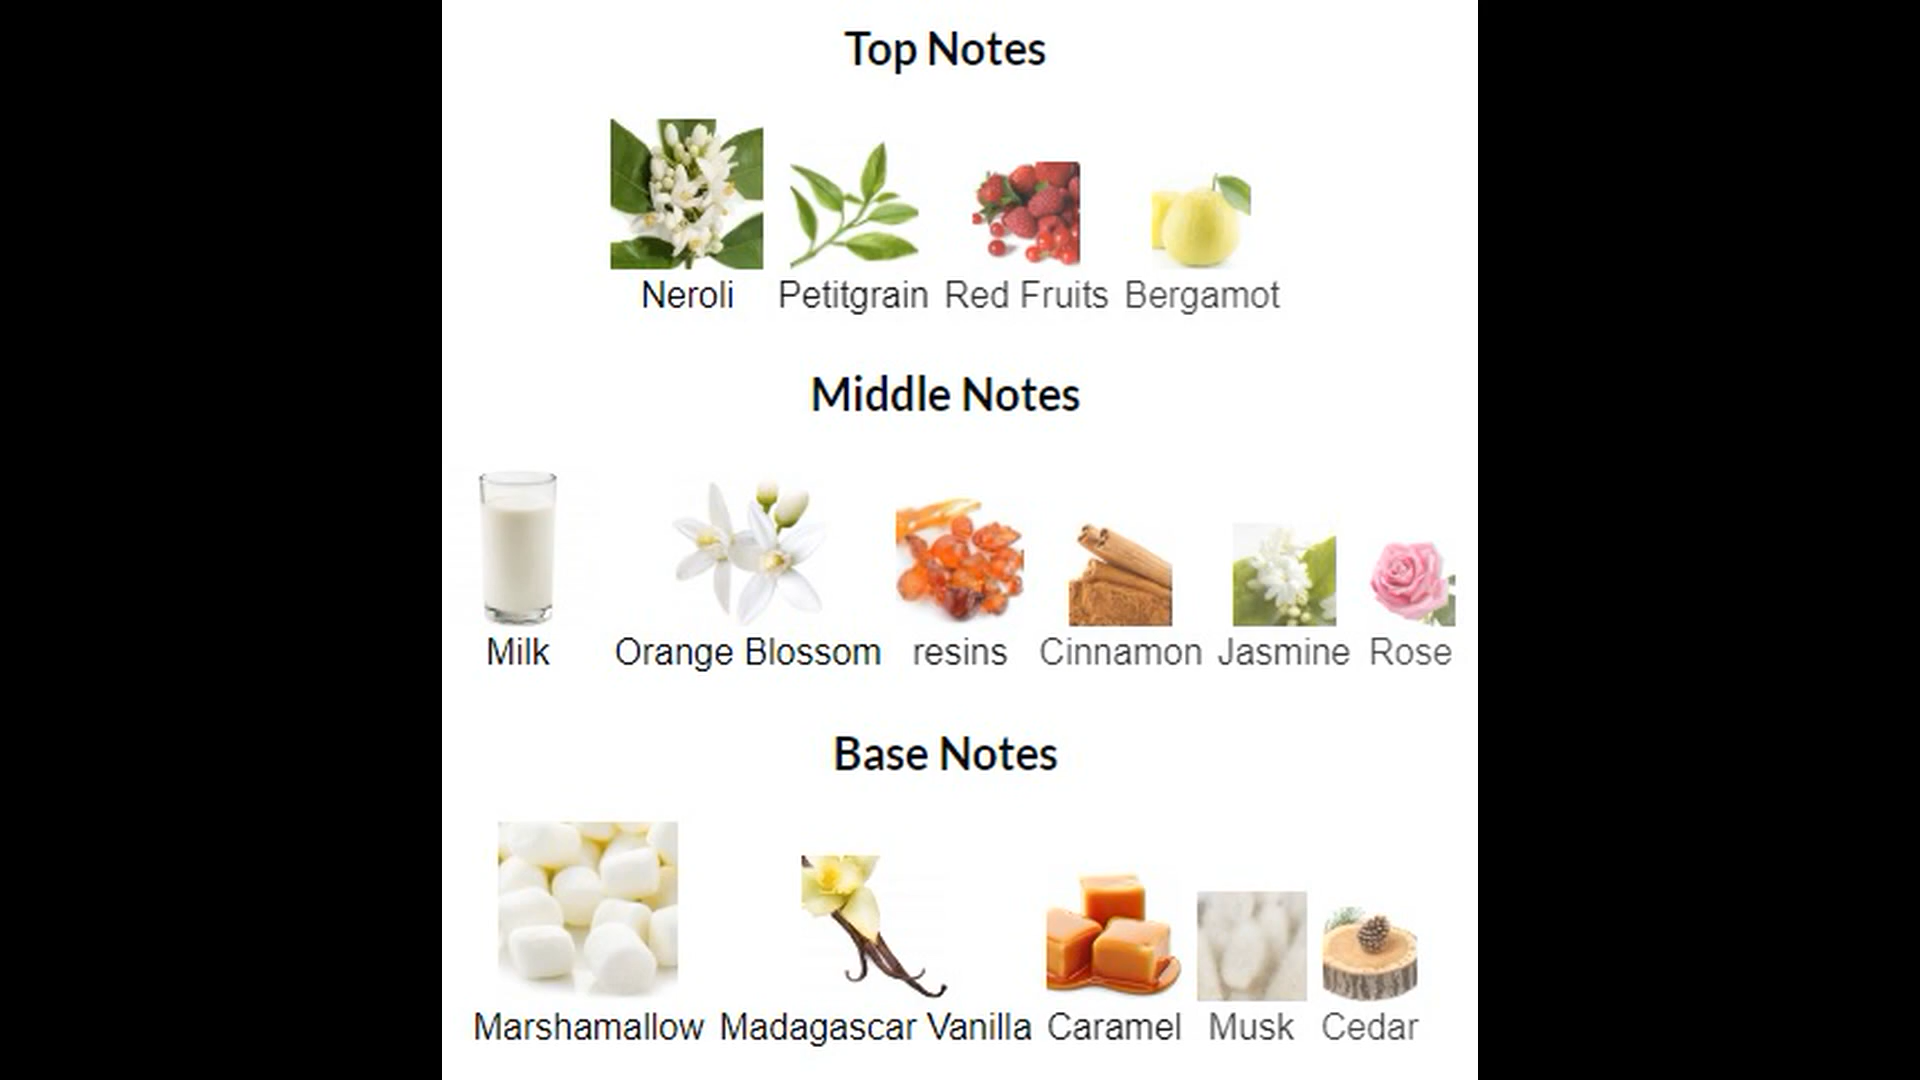 Top Notes
Neroli Petitgrain Red Fruits Bergamot
Middle Notes
Milk Orange Blossom resins Cinnamon Jasmine Rose
Base Notes
Marshamallow Madagascar Vanilla Caramel Musk Cedar